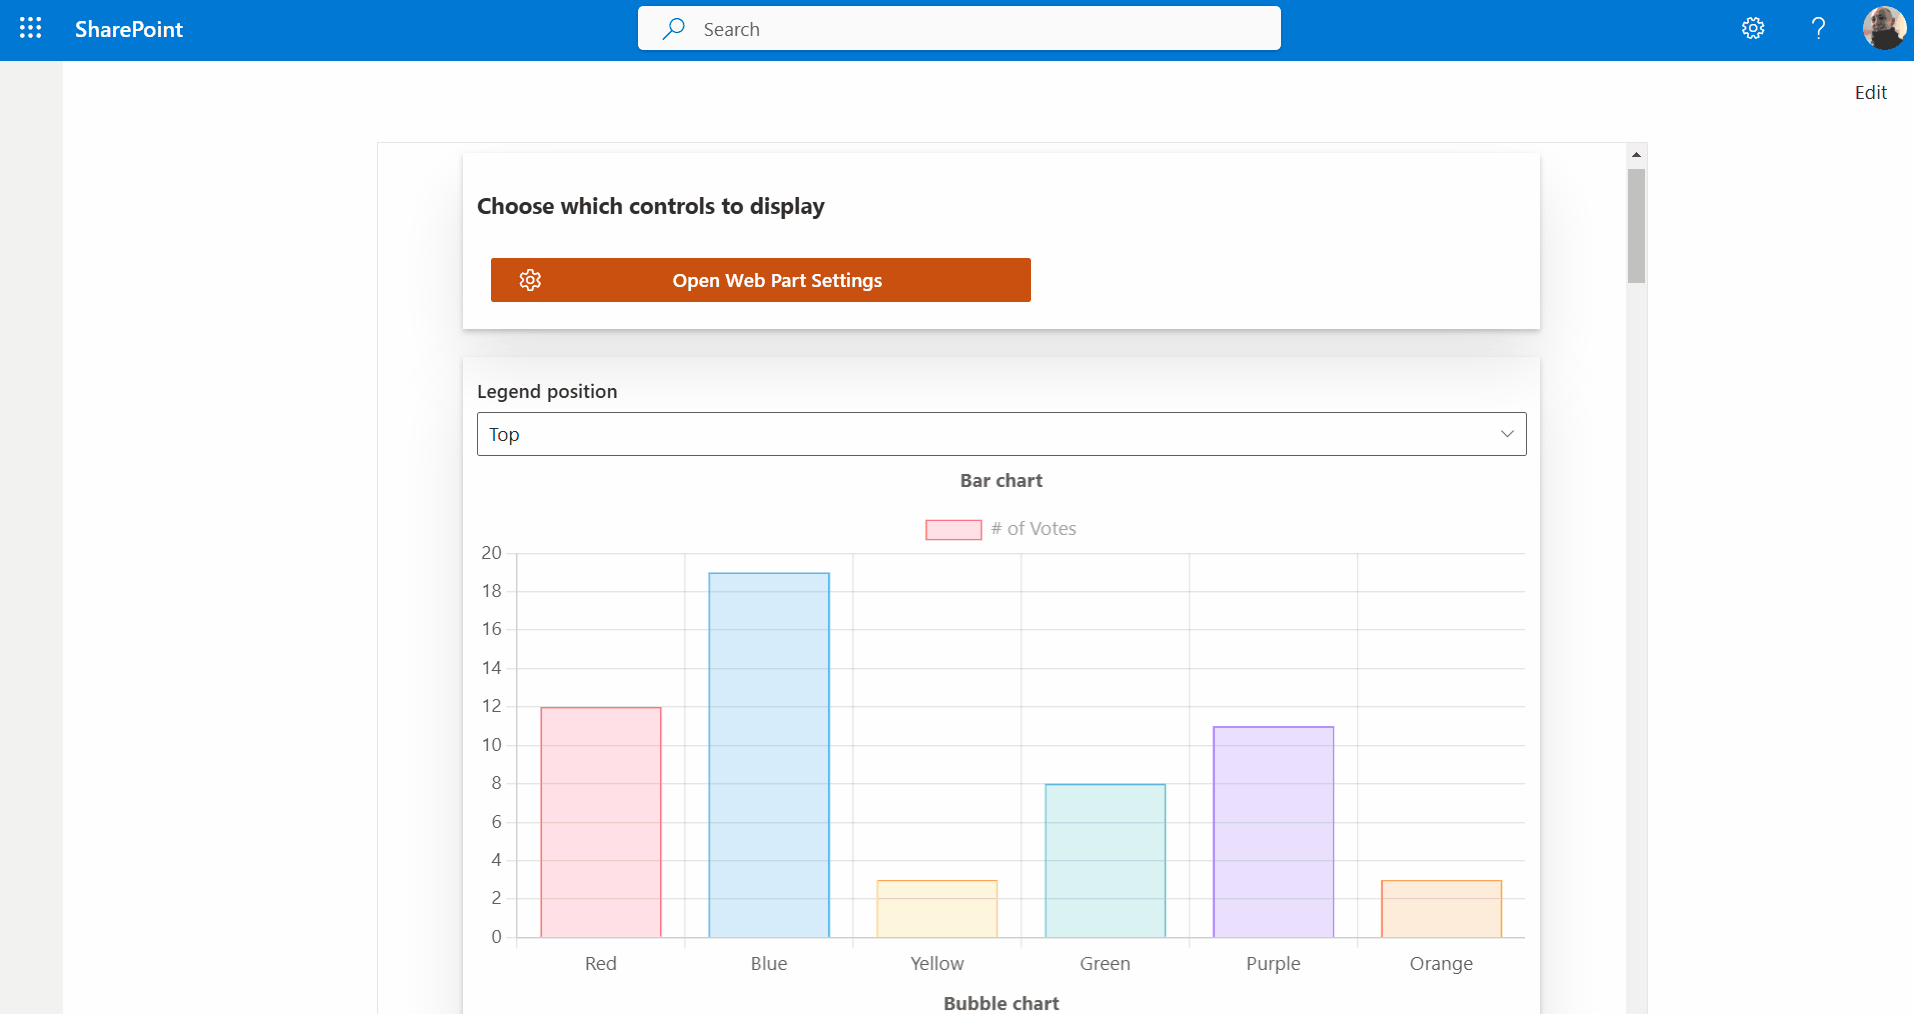 SharePoint
Search
Edit
Choose which controls to display
Open Web Part Settings
Legend position
Top
Bar chart
# of Votes
20
18
16
14
12
10
8
6
4
2
0
Red Blue Yellow Green Purple Orange
Bubble chart